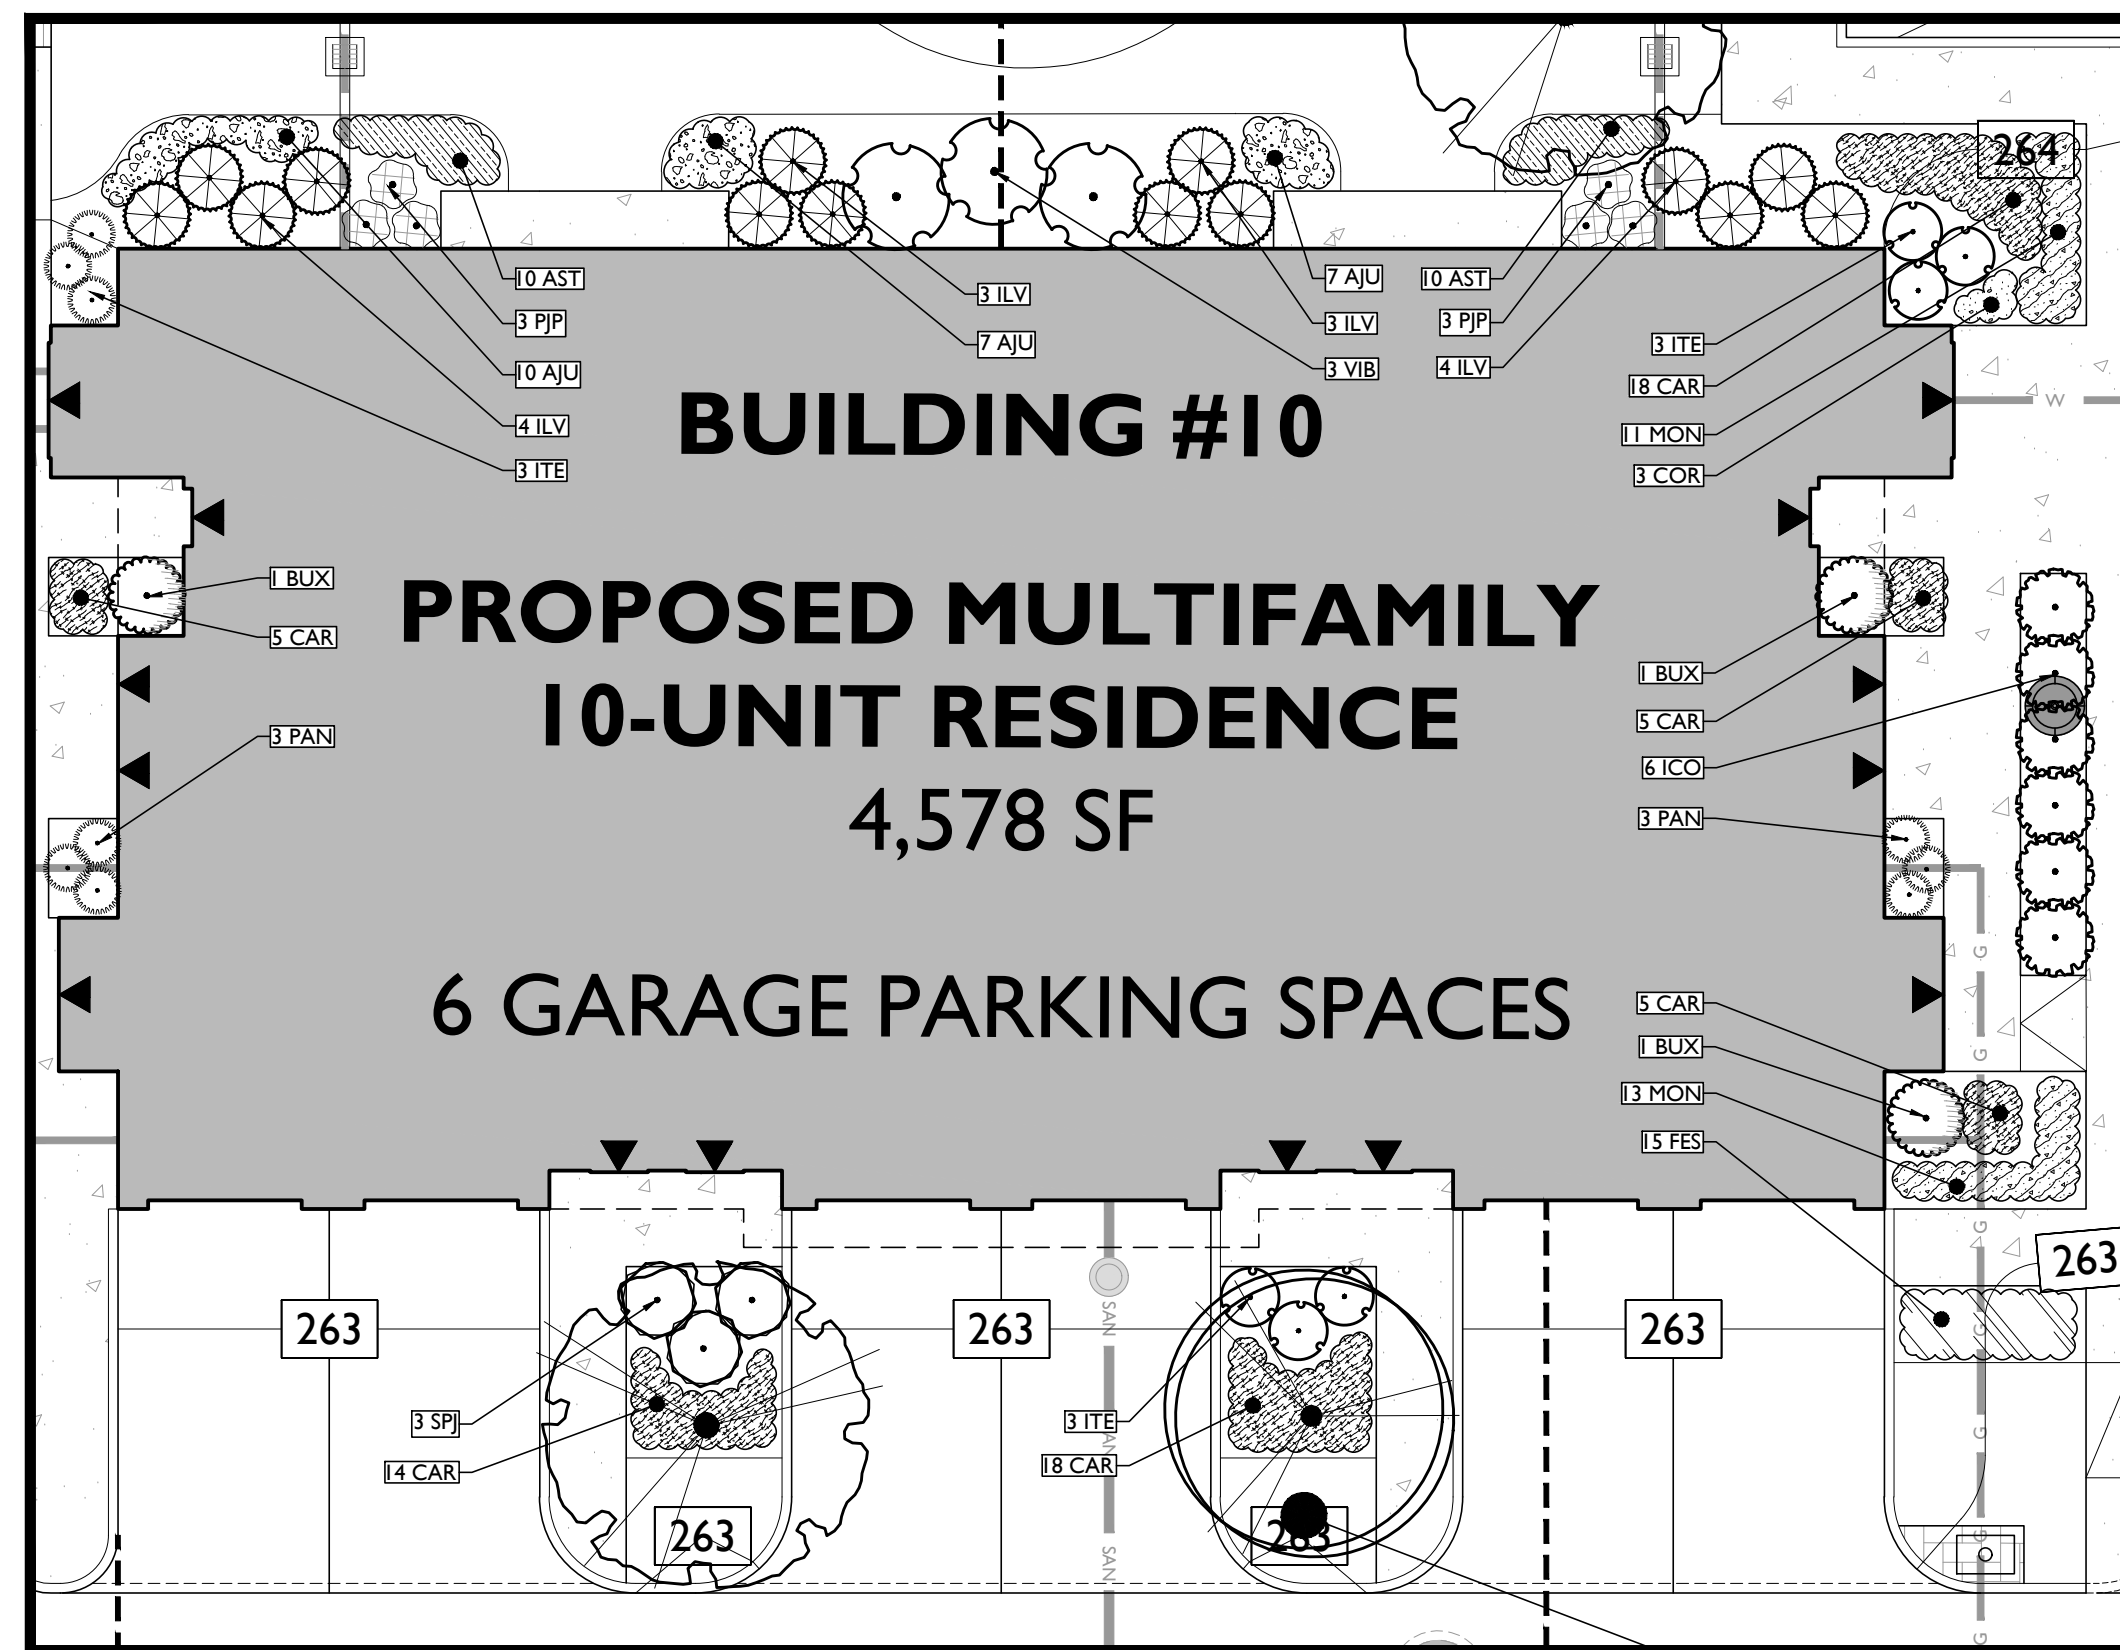 264
10 AST
3 PJP
10 AJU
4 ILV
3 ITE
3 ILV
7 AJU
7 AJU
3 ILV
3 VIB
10 AST
3 PJP
4 ILV
3 ITE
18 CAR
11 MON
3 COR
W
BUILDING #10
1 BUX
5 CAR
3 PAN
PROPOSED MULTIFAMILY
10-UNIT RESIDENCE
4,578 SF
1 BUX
5 CAR
6 ICO
3 PAN
6 GARAGE PARKING SPACES
G
G
5 CAR
1 BUX
13 MON
15 FES
G
263
263
263
263
G
SAN
3 SPJ
14 CAR
3 ITE
18 CAR
SAN
G
263
263
SAN
G
G